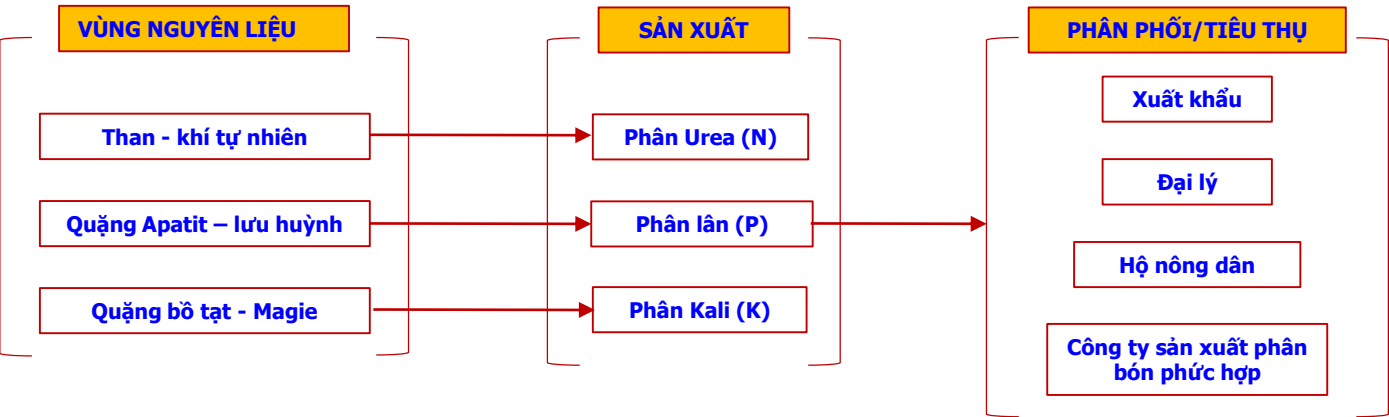 VÙNG NGUYÊN LIỆU
Than - khí tự nhiên
Quặng Apatit – lưu huỳnh
Quặng bồ tạt - Magie
SẢN XUẤT
Phân Urea (N)
Phân lân (P)
Phân Kali (K)
PHÂN PHỐI/TIÊU THỤ
Xuất khẩu
Đại lý
Hộ nông dân
Công ty sản xuất phân
bón phức hợp